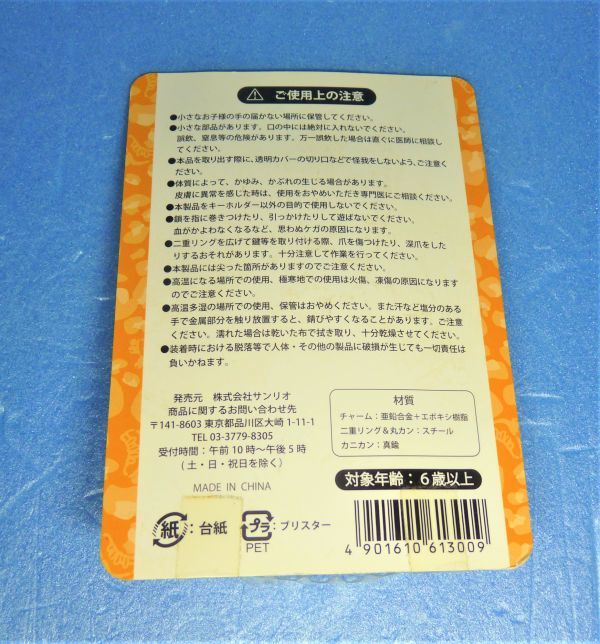 ⚠ ご使用上の注意
●小さなお子様の手の届かない場所に保管してください。
●小さな部品があります。口の中には絶対に入れないでください。
誤飲、窒息等の危険があります。万一誤飲した場合は直ぐに医師に相談し
てください。
●本品を取り出す際に、透明カバーの切り口などで怪我をしないよう、ご注意く
ださい。
●体質によって、かゆみ、かぶれの生じる場合があります。
皮膚に異常を感じた時は、使用をおやめいただき専門医にご相談ください。
●本製品をキーホルダー以外の目的で使用しないでください。
●鎖を指に巻きつけたり、引っかけたりして遊ばないでください。
血がかよわなくなるなど、思わぬケガの原因になります。
●二重リングを広げて鍵等を取り付ける際、爪を傷つけたり、深爪をした
りするおそれがあります。十分注意して作業を行ってください。
●本製品には尖った箇所がありますのでご注意ください。
●高温になる場所での使用、極寒地での使用は火傷、凍傷の原因になります
のでご注意ください。
●高温多湿の場所での使用、保管はおやめください。また汗など塩分のある
手で金属部分を触り放置すると、錆びやすくなることがあります。ご注意
ください。濡れた場合は乾いた布で拭き取り、十分乾燥させてください。
●装着時における脱落等で人体・その他の製品に破損が生じても一切責任は
負いかねます。
発売元 株式会社サンリオ
商品に関するお問い合わせ先
〒141-8603 東京都品川区大崎 1-11-1
TEL 03-3779-8305
受付時間：午前 10 時〜午後 5 時
(土・日・祝日を除く)
MADE IN CHINA
材質
チャーム：亜鉛合金＋エポキシ樹脂
二重リング＆丸カン：スチール
カニカン：真鍮
対象年齢：6歳以上
紙：台紙
プラ：ブリスター
PET
4 901610 613009